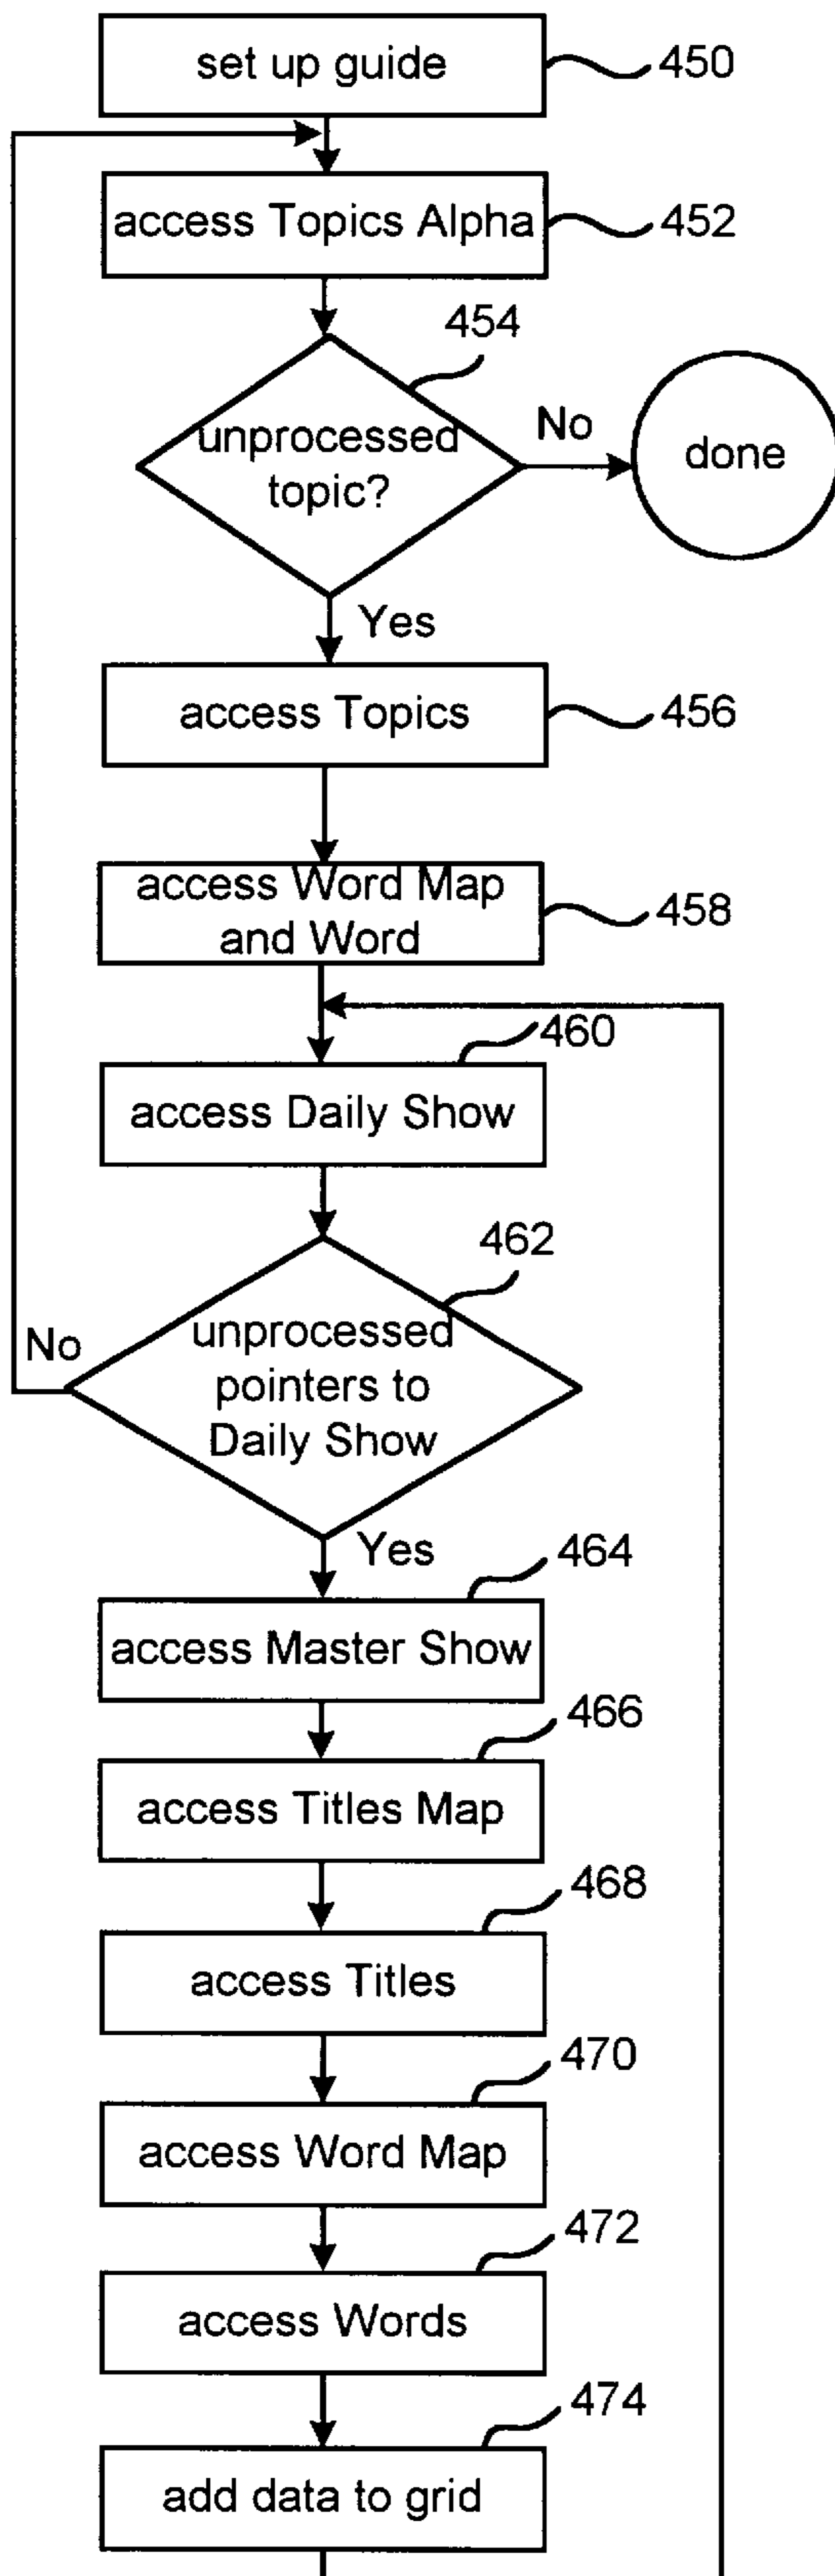 set up guide
450
access Topics Alpha
452
454
unprocessed
topic?
No
done
Yes
access Topics
456
access Word Map
and Word
458
460
access Daily Show
462
unprocessed
pointers to
Daily Show
No
Yes
464
access Master Show
466
access Titles Map
468
access Titles
470
access Word Map
472
access Words
474
add data to grid